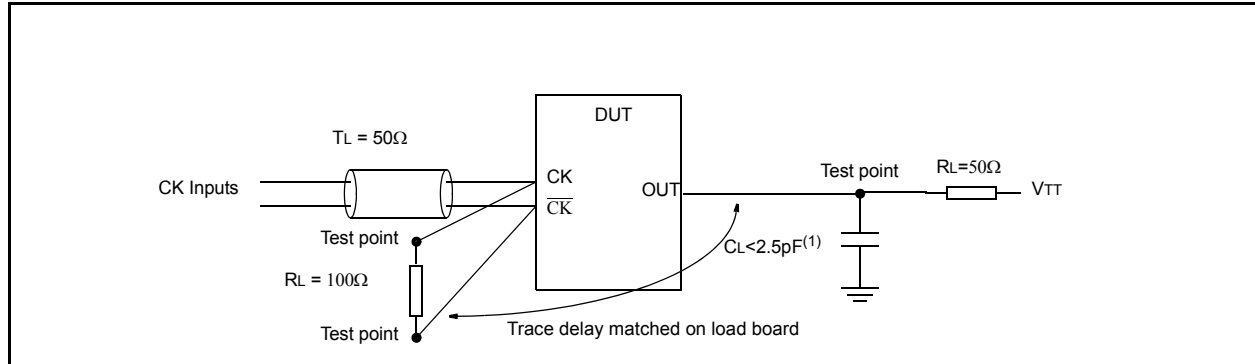 DUT
TL = 50Ω
CK Inputs
CK
C̅K̅
OUT
Test point
RL=50Ω
VTT
Test point
CL<2.5pF(1)
RL = 100Ω
Test point
Trace delay matched on load board